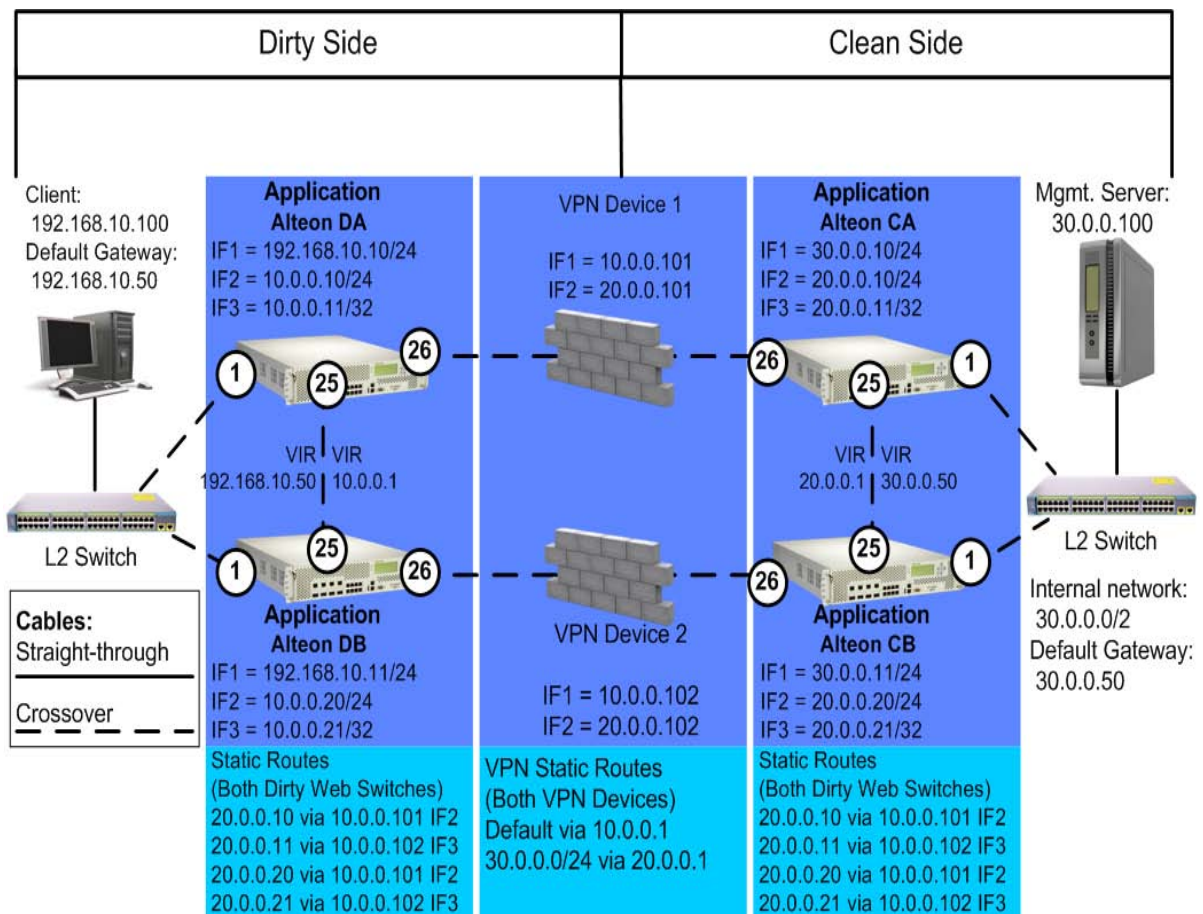 Dirty Side
Clean Side
Client:
192.168.10.100
Default Gateway:
192.168.10.50
Application
Alteon DA
IF1 = 192.168.10.10/24
IF2 = 10.0.0.10/24
IF3 = 10.0.0.11/32
VPN Device 1
IF1 = 10.0.0.101
IF2 = 20.0.0.101
Application
Alteon CA
IF1 = 30.0.0.10/24
IF2 = 20.0.0.10/24
IF3 = 20.0.0.11/32
Mgmt. Server:
30.0.0.100
1
25
26
26
25
1
VIR
192.168.10.50
VIR
10.0.0.1
VIR
20.0.0.1
VIR
30.0.0.50
L2 Switch
1
25
26
26
25
1
L2 Switch
Application
Alteon DB
IF1 = 192.168.10.11/24
IF2 = 10.0.0.20/24
IF3 = 10.0.0.21/32
VPN Device 2
IF1 = 10.0.0.102
IF2 = 20.0.0.102
Application
Alteon CB
IF1 = 30.0.0.11/24
IF2 = 20.0.0.20/24
IF3 = 20.0.0.21/32
Internal network:
30.0.0.0/2
Default Gateway:
30.0.0.50
Cables:
Straight-through
Crossover
Static Routes
(Both Dirty Web Switches)
20.0.0.10 via 10.0.0.101 IF2
20.0.0.11 via 10.0.0.102 IF3
20.0.0.20 via 10.0.0.101 IF2
20.0.0.21 via 10.0.0.102 IF3
VPN Static Routes
(Both VPN Devices)
Default via 10.0.0.1
30.0.0.0/24 via 20.0.0.1
Static Routes
(Both Dirty Web Switches)
20.0.0.10 via 10.0.0.101 IF2
20.0.0.11 via 10.0.0.102 IF3
20.0.0.20 via 10.0.0.101 IF2
20.0.0.21 via 10.0.0.102 IF3